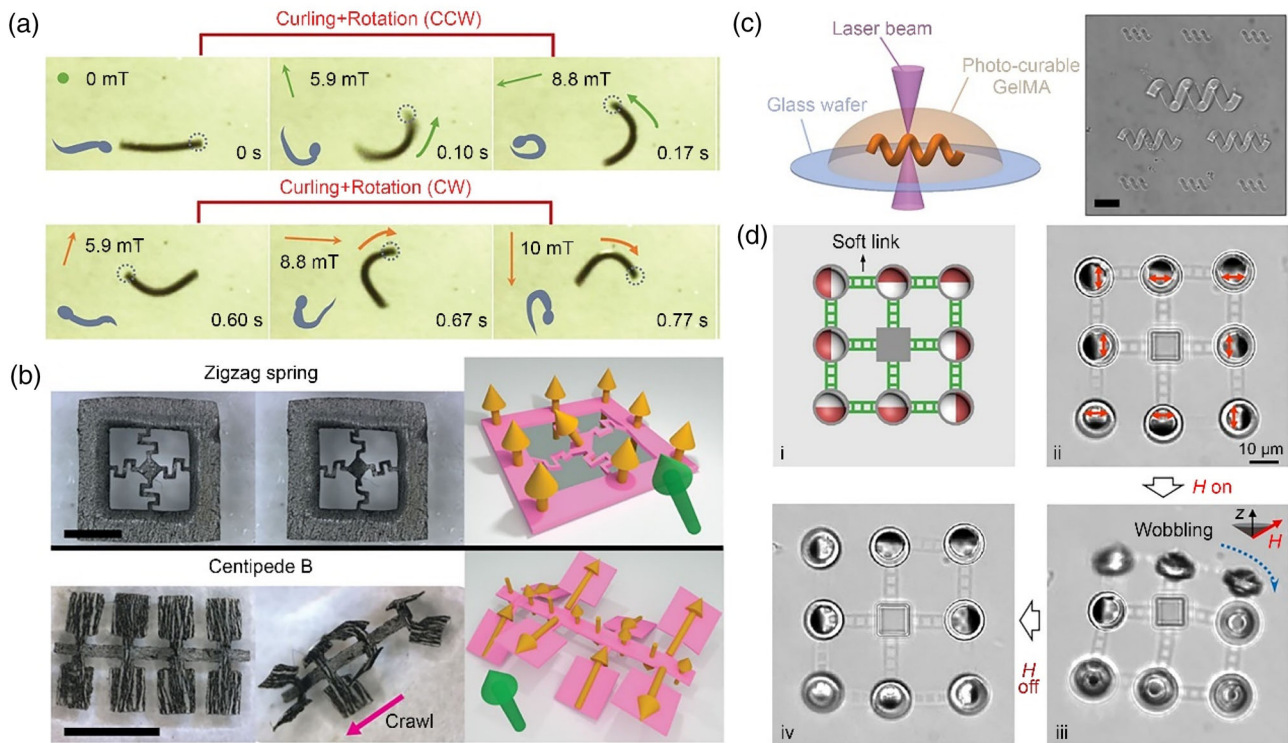 (a)
Curling+Rotation (CCW)
0 mT
5.9 mT
8.8 mT
0 s
0.10 s
0.17 s
Curling+Rotation (CW)
5.9 mT
8.8 mT
10 mT
0.60 s
0.67 s
0.77 s
(b)
Zigzag spring
Centipede B
Crawl
(c)
Laser beam
Photo-curable
GelMA
Glass wafer
(d)
Soft link
i
ii
10 μm
H on
Wobbling
z
H
iii
H
off
iv